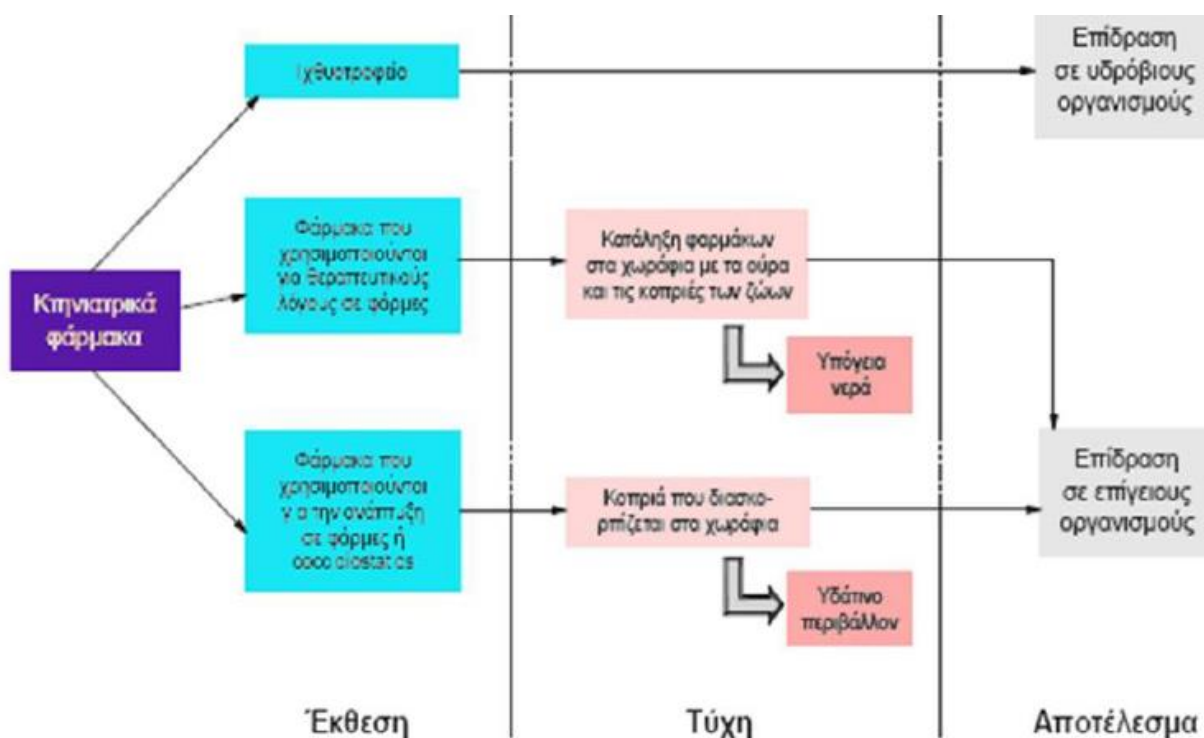 Ιχθυοτροφείο
Επίδραση
σε υδρόβιους
οργανισμούς
Κτηνιατρικά
φάρμακα
Φάρμακα που
χρησιμοποιούνται
για θεραπευτικούς
λόγους σε φάρμες
Κατάληξη φαρμάκων
στα χωράφια με τα ούρα
και τις κοπριές των ζώων
Υπόγεια
νερά
Φάρμακα που
χρησιμοποιούνται
για την ανάπτυξη
σε φάρμες ή
Κοπριά που διασκο-
ρπίζεται στα χωράφια
Υδάτινο
περιβάλλον
Επίδραση
σε επίγειους
οργανισμούς
Έκθεση
Τύχη
Αποτέλεσμα